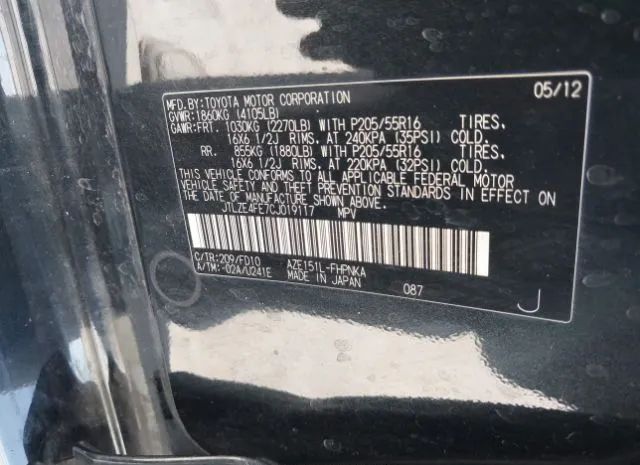 MFD.BY:TOYOTA MOTOR CORPORATION 05/12
GVWR:1860KG (4105LB)
GAWR:FRT. 1030KG (2270LB) WITH P205/55R16 TIRES,
16X6 1/2J RIMS, AT 240KPA (35PSI) COLD.
RR. 855KG (1880LB) WITH P205/55R16 TIRES,
16X6 1/2J RIMS, AT 220KPA (32PSI) COLD.
THIS VEHICLE CONFORMS TO ALL APPLICABLE FEDERAL MOTOR
VEHICLE SAFETY AND THEFT PREVENTION STANDARDS IN EFFECT ON
THE DATE OF MANUFACTURE SHOWN ABOVE.
JTLZE4FE7CJ019117 MPV
C/TR:209/FD10 AZE151L-FHPNKA
A/TM:-02A/U241E MADE IN JAPAN
087 J